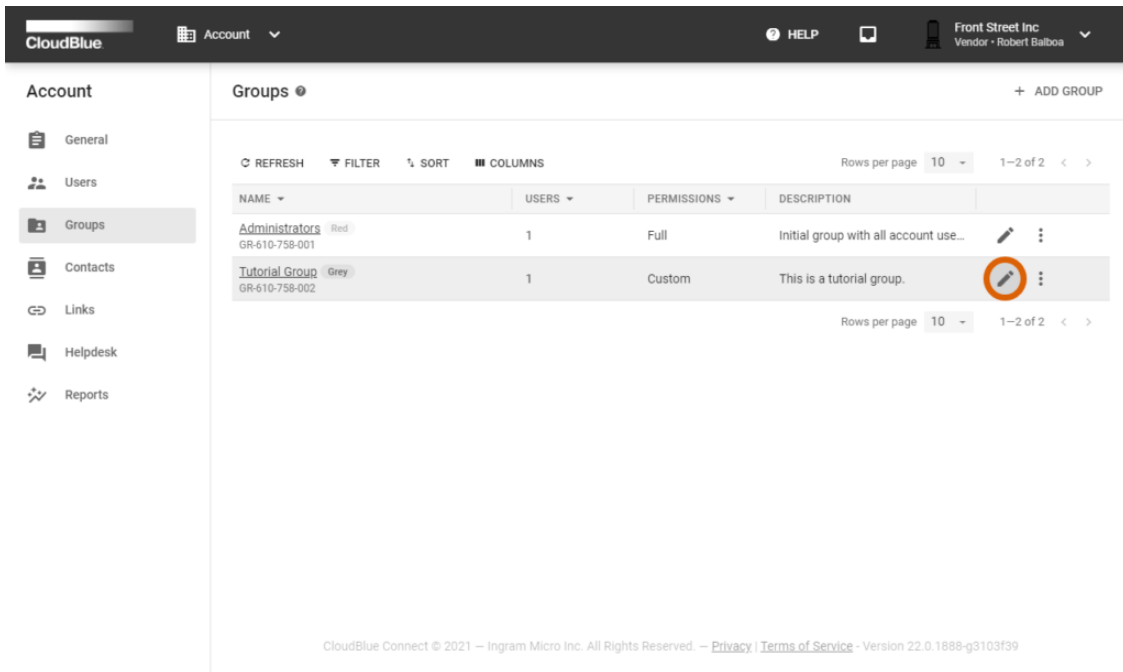 CloudBlue
Account
HELP
Front Street Inc
Vendor • Robert Balboa
Account
General
Users
Groups
Contacts
Links
Helpdesk
Reports
Groups
+ ADD GROUP
REFRESH FILTER SORT COLUMNS Rows per page 10 1–2 of 2 < >
NAME USERS PERMISSIONS DESCRIPTION
Administrators Red 1 Full Initial group with all account use...
GR-610-758-001
Tutorial Group Grey 1 Custom This is a tutorial group.
GR-610-758-002
Rows per page 10 1–2 of 2 < >
CloudBlue Connect © 2021 — Ingram Micro Inc. All Rights Reserved. — Privacy | Terms of Service - Version 22.0.1888-g3103f39